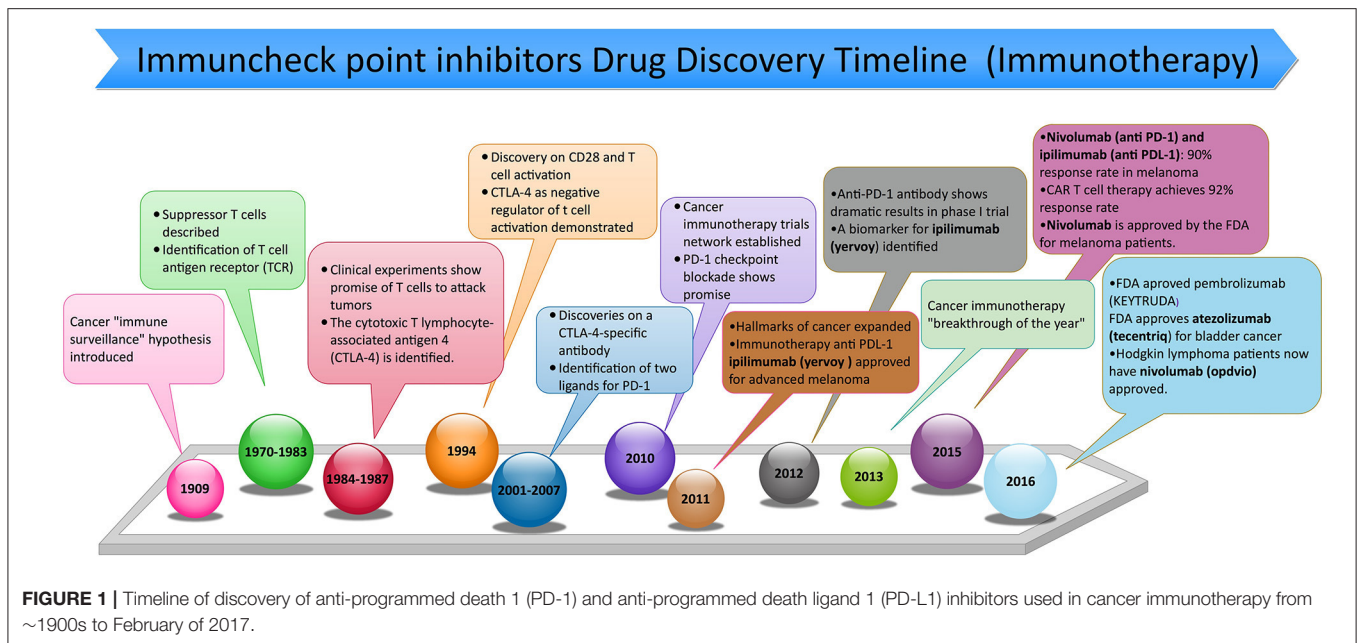 Immuncheck point inhibitors Drug Discovery Timeline (Immunotherapy)
Cancer "immune
surveillance" hypothesis
introduced
1909
• Suppressor T cells
described
• Identification of T cell
antigen receptor (TCR)
1970-1983
• Clinical experiments show
promise of T cells to attack
tumors
• The cytotoxic T lymphocyte-
associated antigen 4
(CTLA-4) is identified.
1984-1987
• Discovery on CD28 and T
cell activation
• CTLA-4 as negative
regulator of t cell
activation demonstrated
1994
• Discoveries on a
CTLA-4-specific
antibody
• Identification of two
ligands for PD-1
2001-2007
• Cancer
immunotherapy trials
network established
• PD-1 checkpoint
blockade shows
promise
2010
•Hallmarks of cancer expanded
•Immunotherapy anti PDL-1
ipilimumab (yervoy ) approved
for advanced melanoma
2011
•Anti-PD-1 antibody shows
dramatic results in phase I trial
•A biomarker for ipilimumab
(yervoy) identified
2012
Cancer immunotherapy
"breakthrough of the year"
2013
•Nivolumab (anti PD-1) and
ipilimumab (anti PDL-1): 90%
response rate in melanoma
•CAR T cell therapy achieves 92%
response rate
•Nivolumab is approved by the FDA
for melanoma patients.
2015
•FDA aproved pembrolizumab
(KEYTRUDA)
FDA approves atezolizumab
(tecentriq) for bladder cancer
•Hodgkin lymphoma patients now
have nivolumab (opdvio)
approved.
2016
FIGURE 1 | Timeline of discovery of anti-programmed death 1 (PD-1) and anti-programmed death ligand 1 (PD-L1) inhibitors used in cancer immunotherapy from
~1900s to February of 2017.